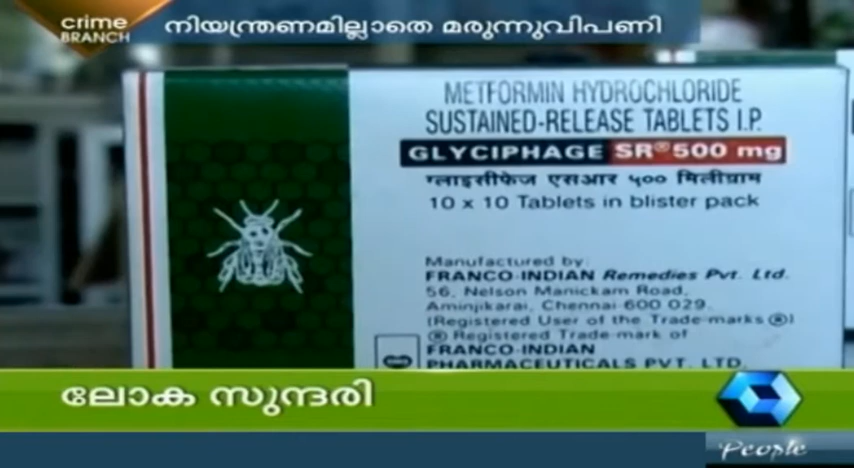 crime
BRANCH
നിയന്ത്രണമില്ലാതെ മരുന്നുവിപണി
METFORMIN HYDROCHLORIDE
SUSTAINED-RELEASE TABLETS I.P.
GLYCIPHAGE SR® 500 mg
ग्लाइसीफेज एसआर ५०० मिलीग्राम
10 x 10 Tablets in blister pack
Manufactured by:
FRANCO-INDIAN Remedies Pvt. Ltd.
56, Nelson Manickam Road,
Aminjikarai, Chennai-600 029.
(Registered User of the Trade-marks ®)
® Registered Trade-mark of
FRANCO-INDIAN
PHARMACEUTICALS PVT. LTD.
ലോക സുന്ദരി
People